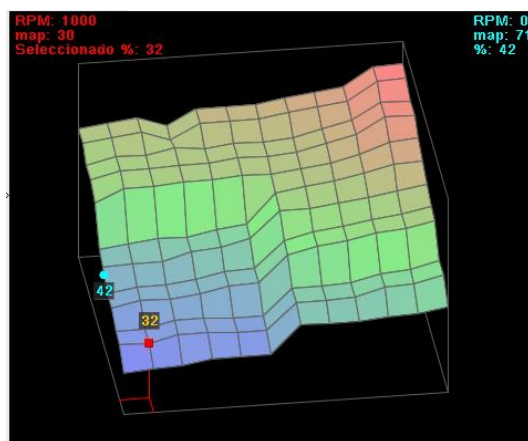 RPM: 1000
map: 30
Seleccionado %: 32
RPM: 0
map: 71
%: 42
42
32